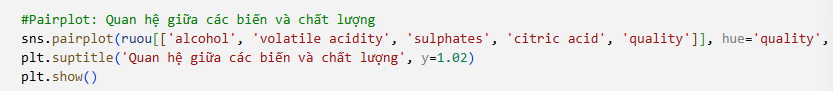 #Pairplot: Quan hệ giữa các biến và chất lượng
sns.pairplot(ruou[['alcohol', 'volatile acidity', 'sulphates', 'citric acid', 'quality']], hue='quality',
plt.suptitle('Quan hệ giữa các biến và chất lượng', y=1.02)
plt.show()